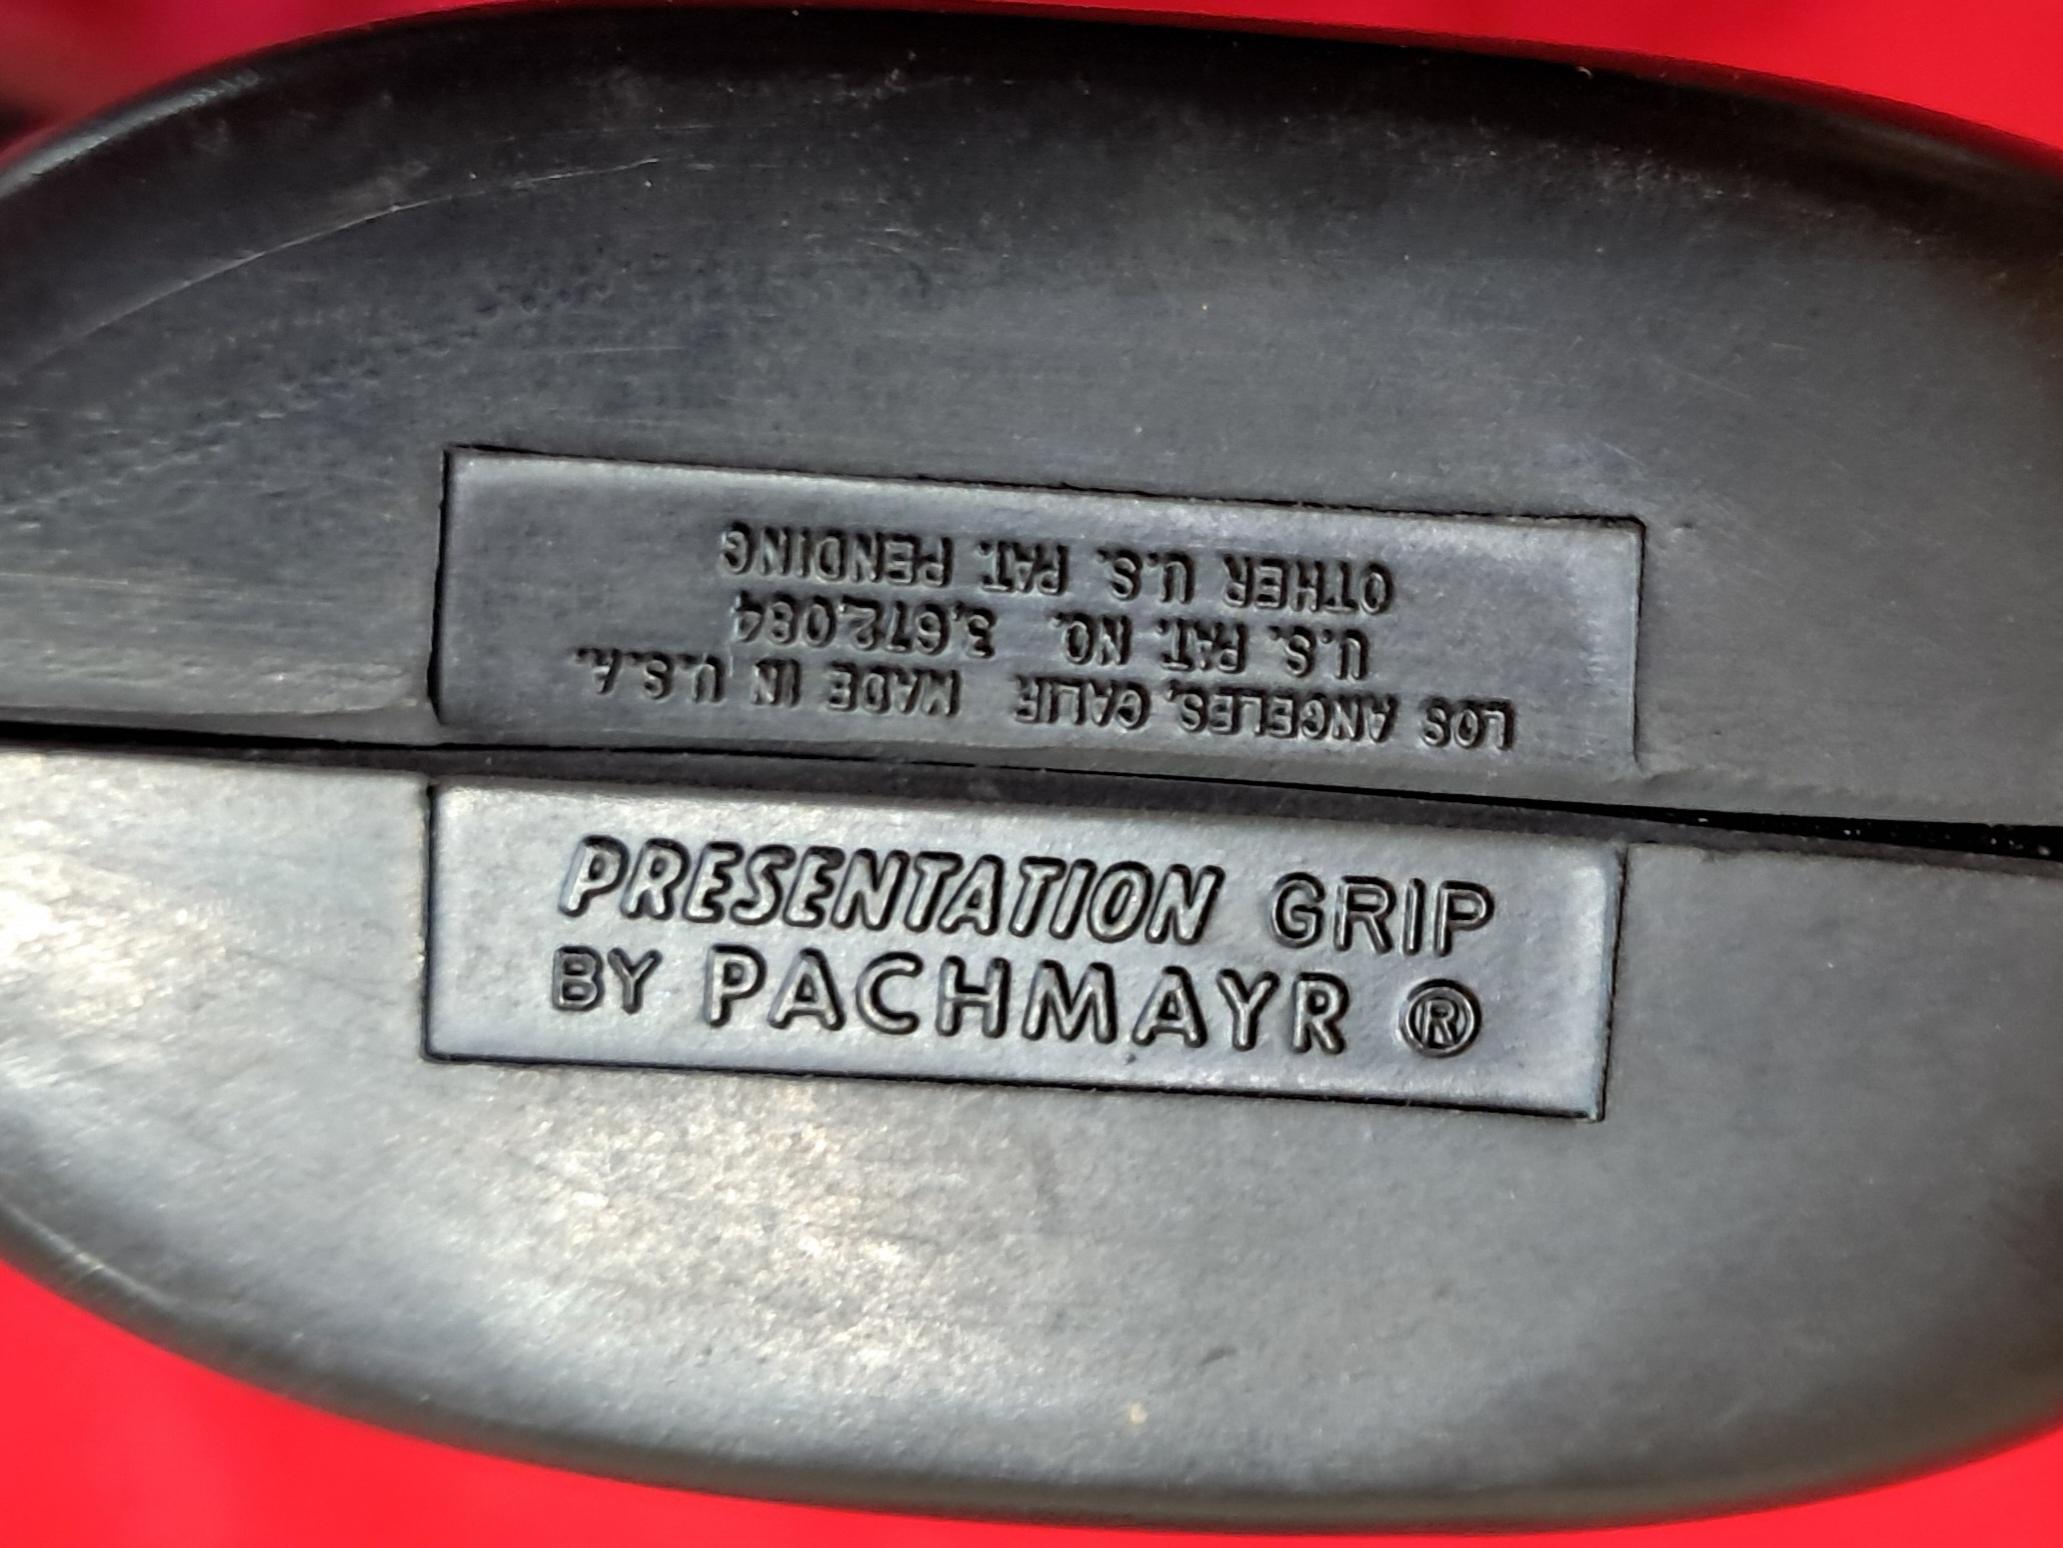 PRESENTATION GRIP
BY PACHMAYR ®
LOS ANGELES, CALIF. MADE IN U.S.A.
U.S. PAT. NO. 3,672,084
OTHER U.S. PAT. PENDING